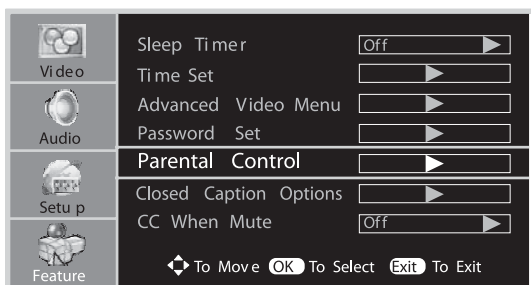 Video
Audio
Setup
Feature
Sleep Timer Off
Time Set
Advanced Video Menu
Password Set
Parental Control
Closed Caption Options
CC When Mute Off
To Move OK To Select Exit To Exit